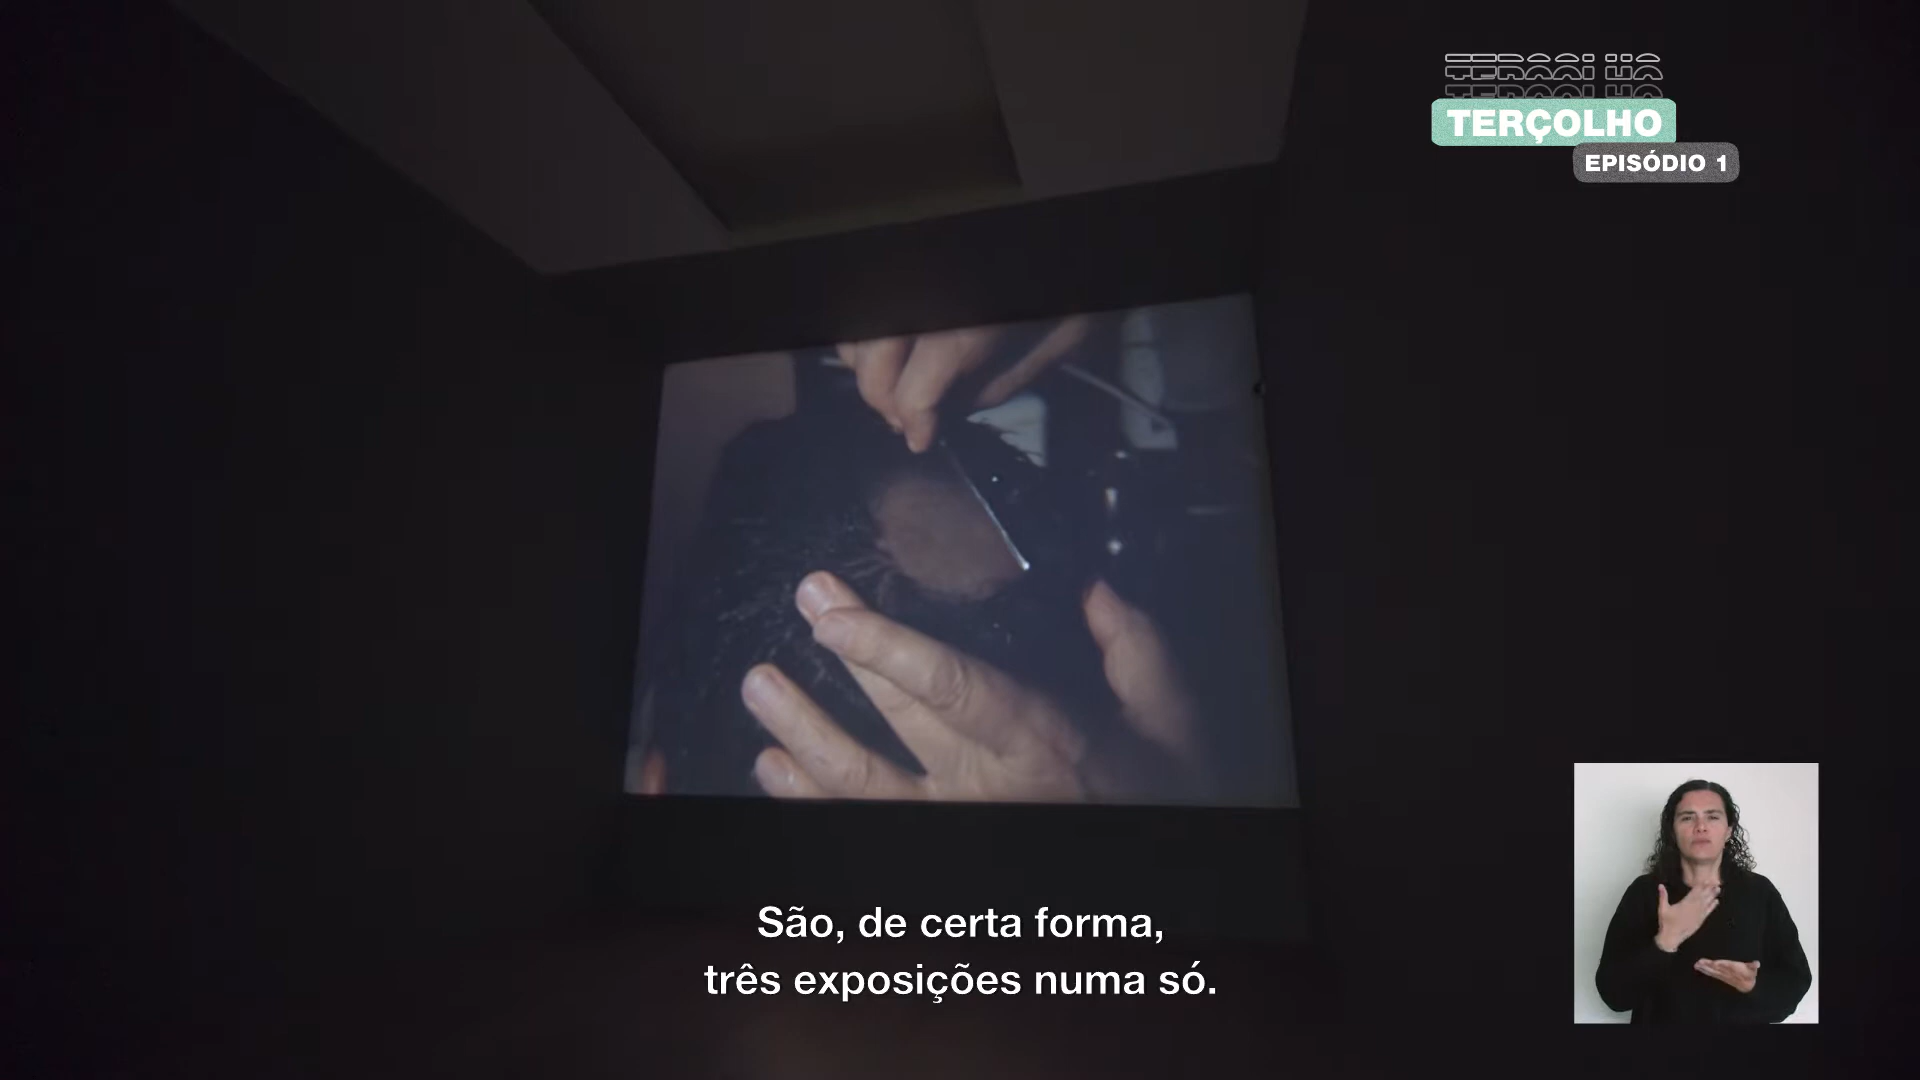 TERÇOLHO
EPISÓDIO 1
São, de certa forma,
três exposições numa só.